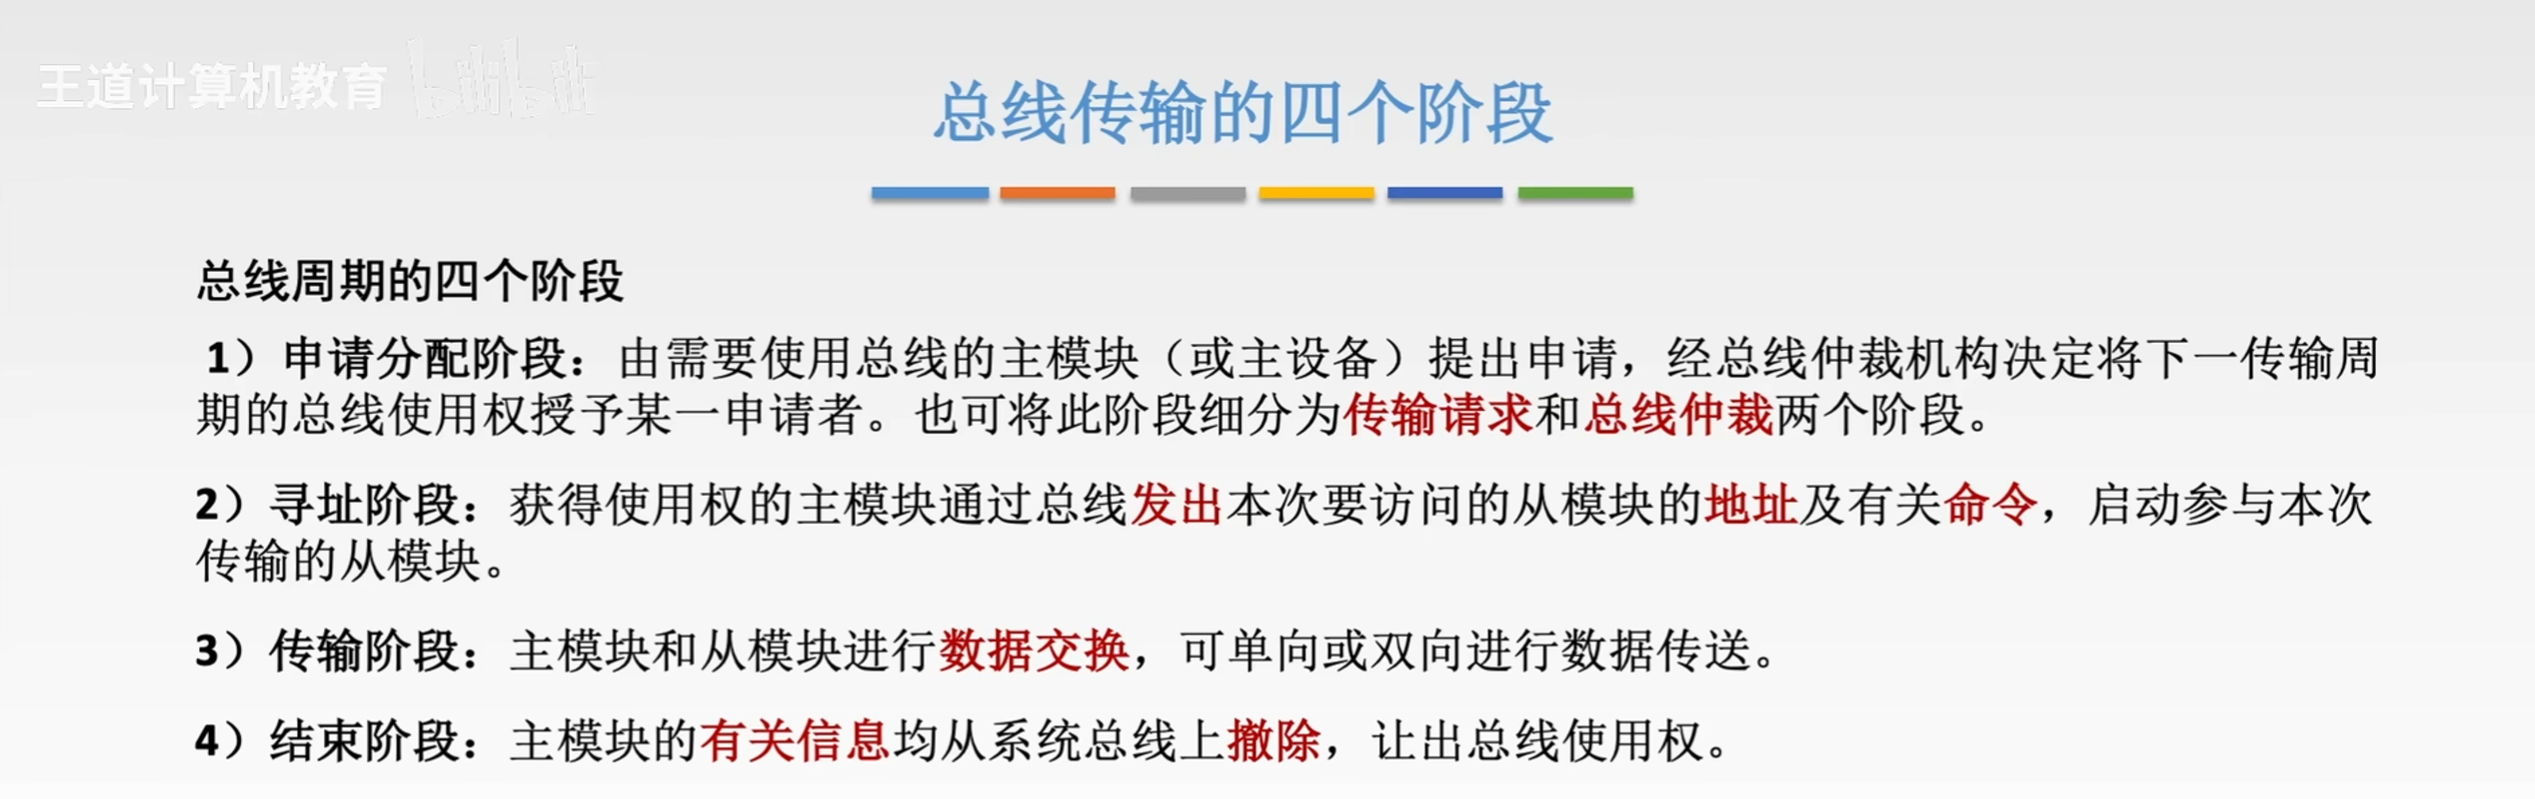 王道计算机教育 bilibili
总线传输的四个阶段
总线周期的四个阶段
1）申请分配阶段：由需要使用总线的主模块（或主设备）提出申请，经总线仲裁机构决定将下一传输周
期的总线使用权授予某一申请者。也可将此阶段细分为传输请求和总线仲裁两个阶段。
2）寻址阶段：获得使用权的主模块通过总线发出本次要访问的从模块的地址及有关命令，启动参与本次
传输的从模块。
3）传输阶段：主模块和从模块进行数据交换，可单向或双向进行数据传送。
4）结束阶段：主模块的有关信息均从系统总线上撤除，让出总线使用权。